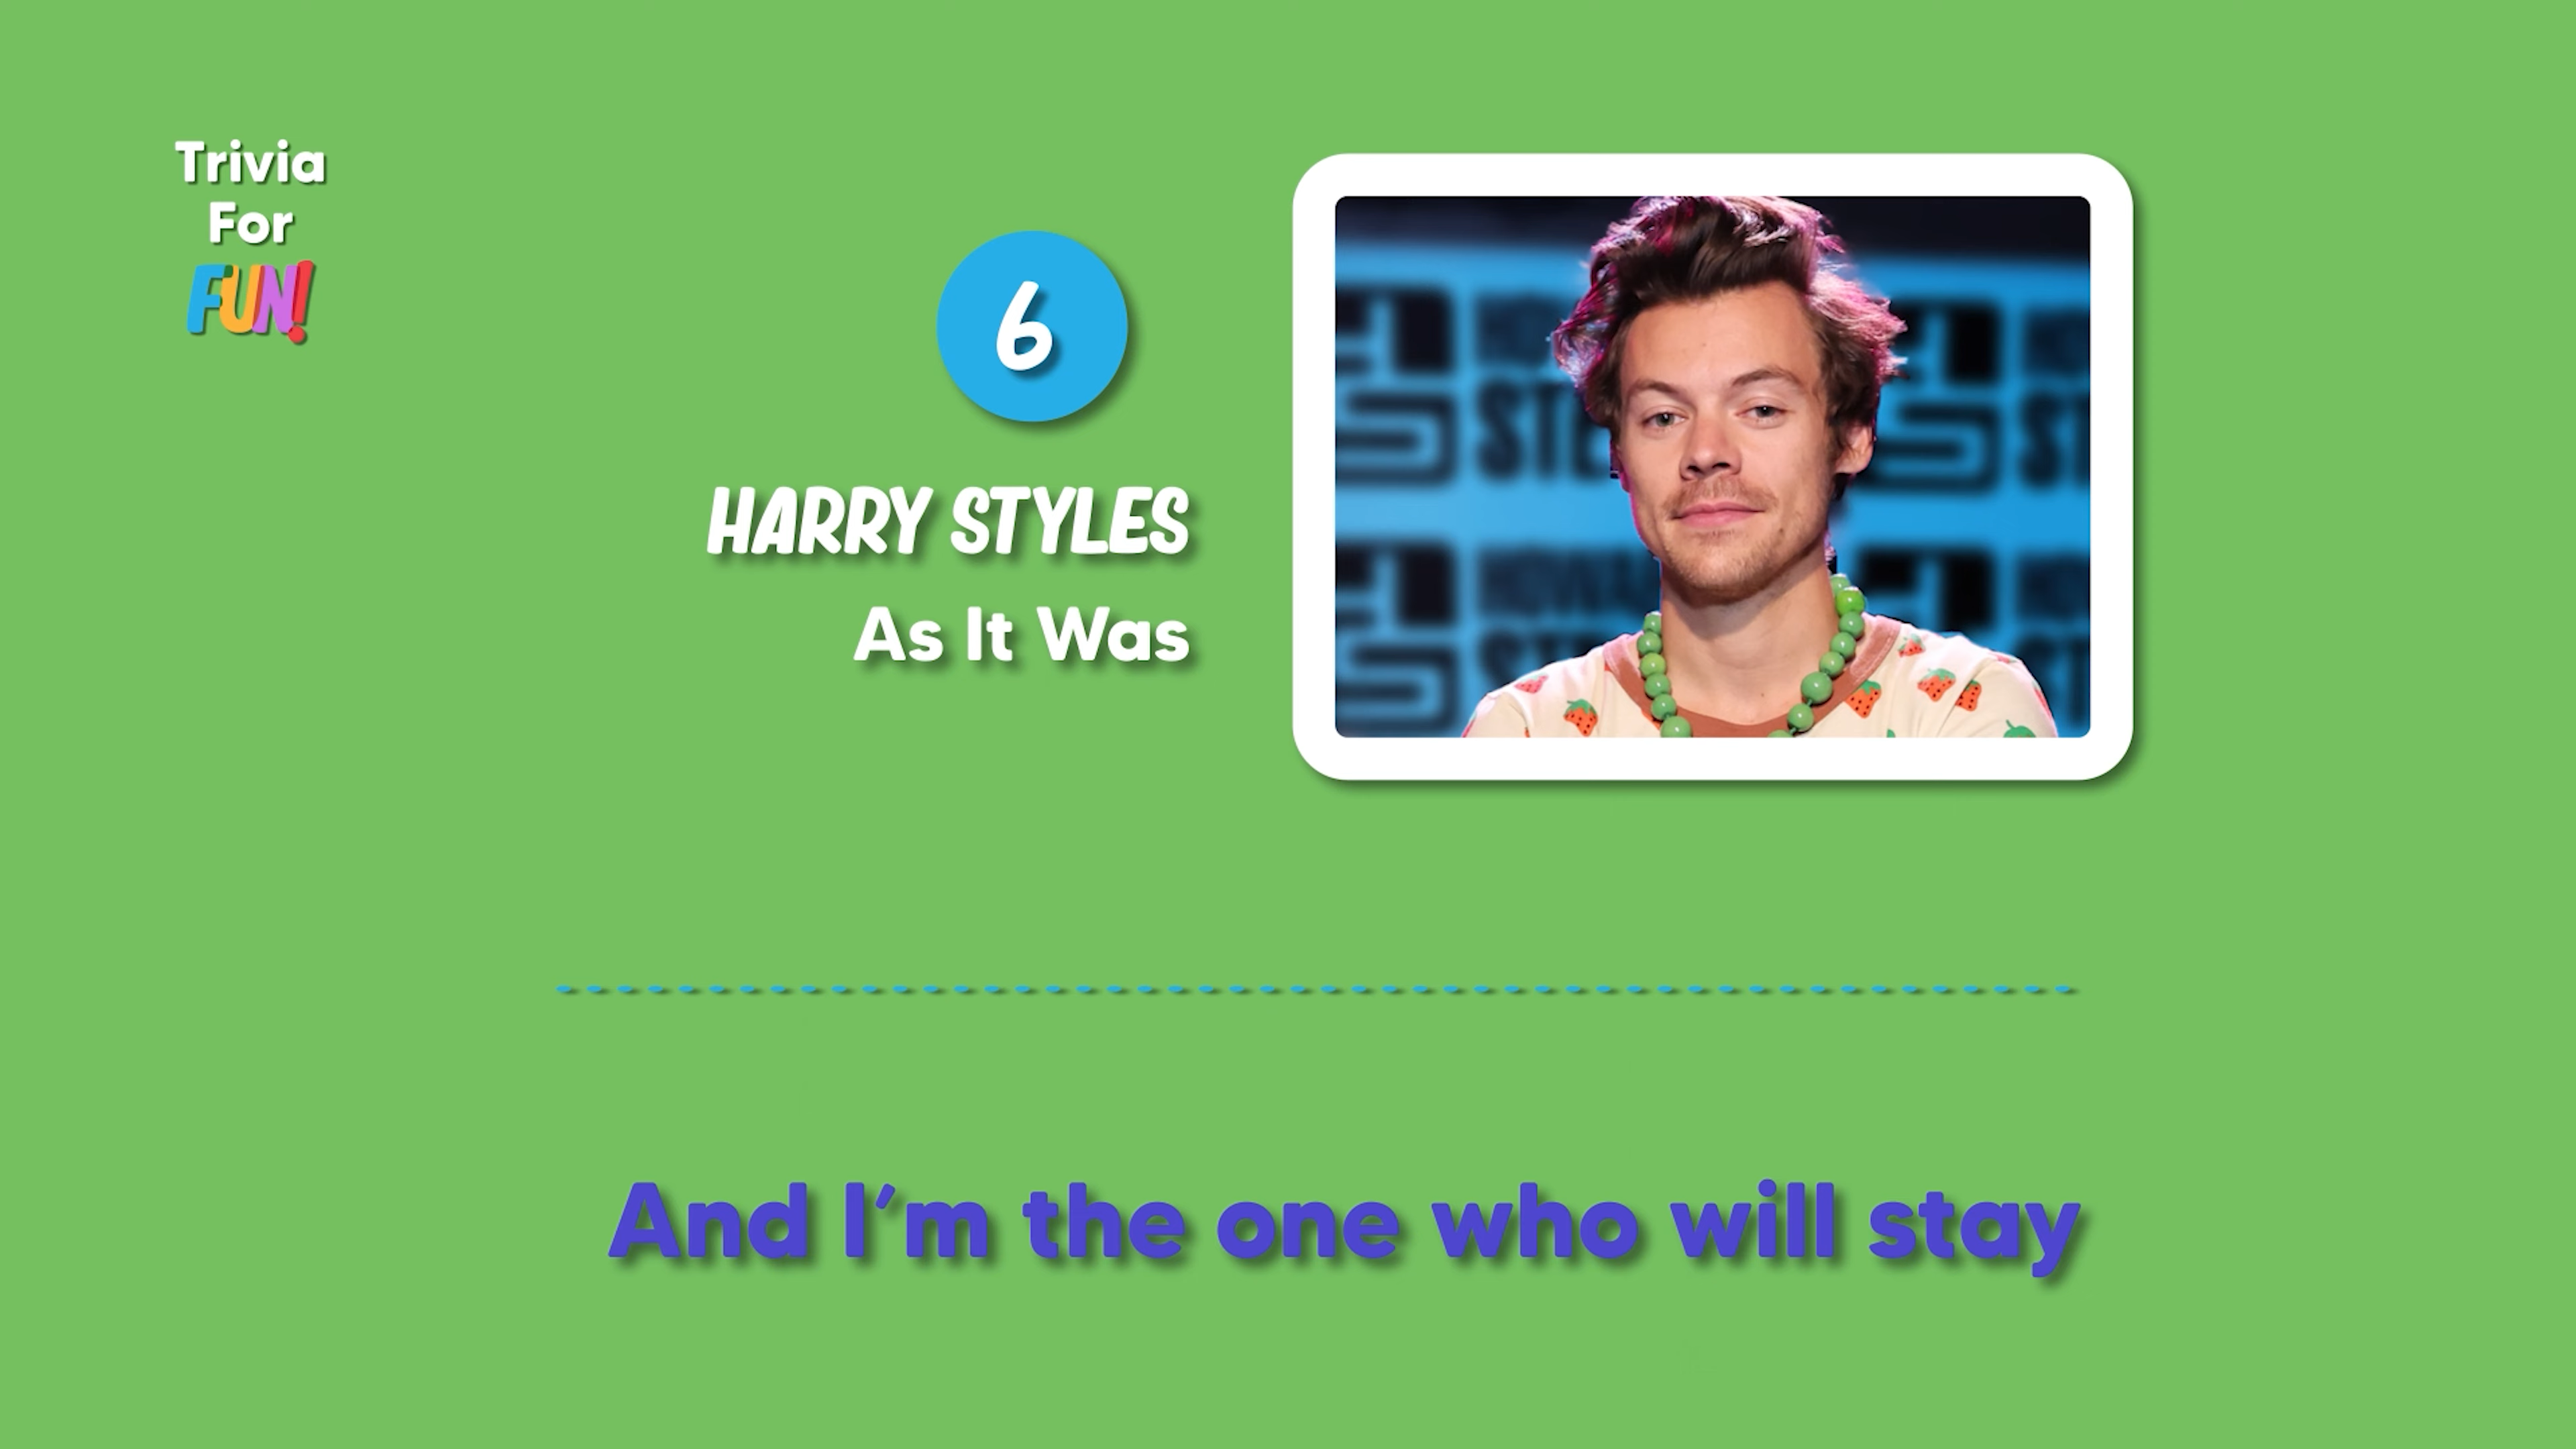 Trivia
For
FUN!
6
HARRY STYLES
As It Was
And I’m the one who will stay